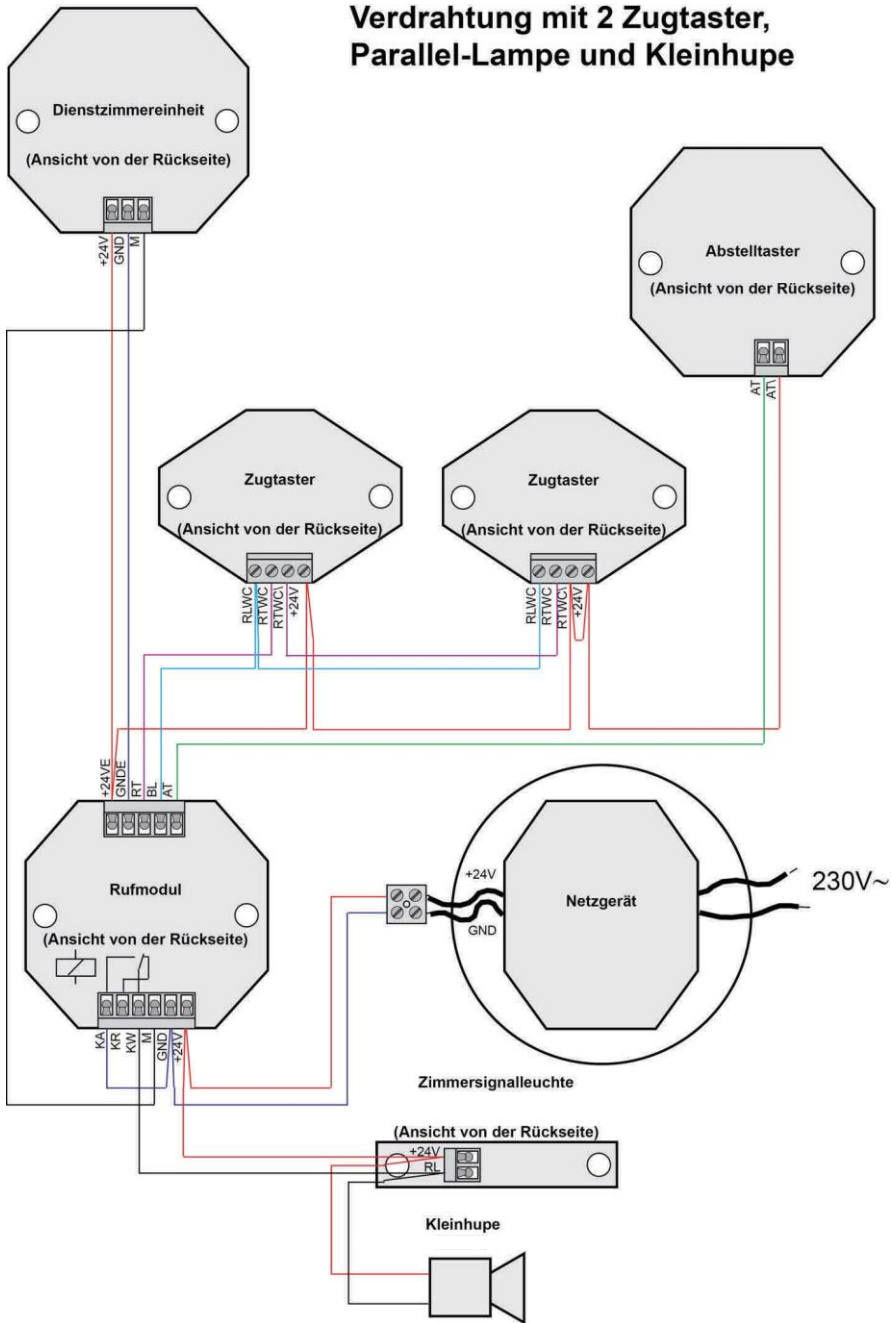 Verdrahtung mit 2 Zugtaster,
Parallel-Lampe und Kleinhupe
Dienstzimmereinheit
(Ansicht von der Rückseite)
+24V
GND
M
Abstelltaster
(Ansicht von der Rückseite)
AT
AT\
Zugtaster
(Ansicht von der Rückseite)
RLWC
RTWC
RTWC\
+24V
Zugtaster
(Ansicht von der Rückseite)
RLWC
RTWC
RTWC\
+24V
+24VE
GNDE
RT
BL
AT
Rufmodul
(Ansicht von der Rückseite)
KA
KR
KW
M
GND
+24V
+24V
GND
Netzgerät
230V~
Zimmersignalleuchte
(Ansicht von der Rückseite)
+24V
RL
Kleinhupe